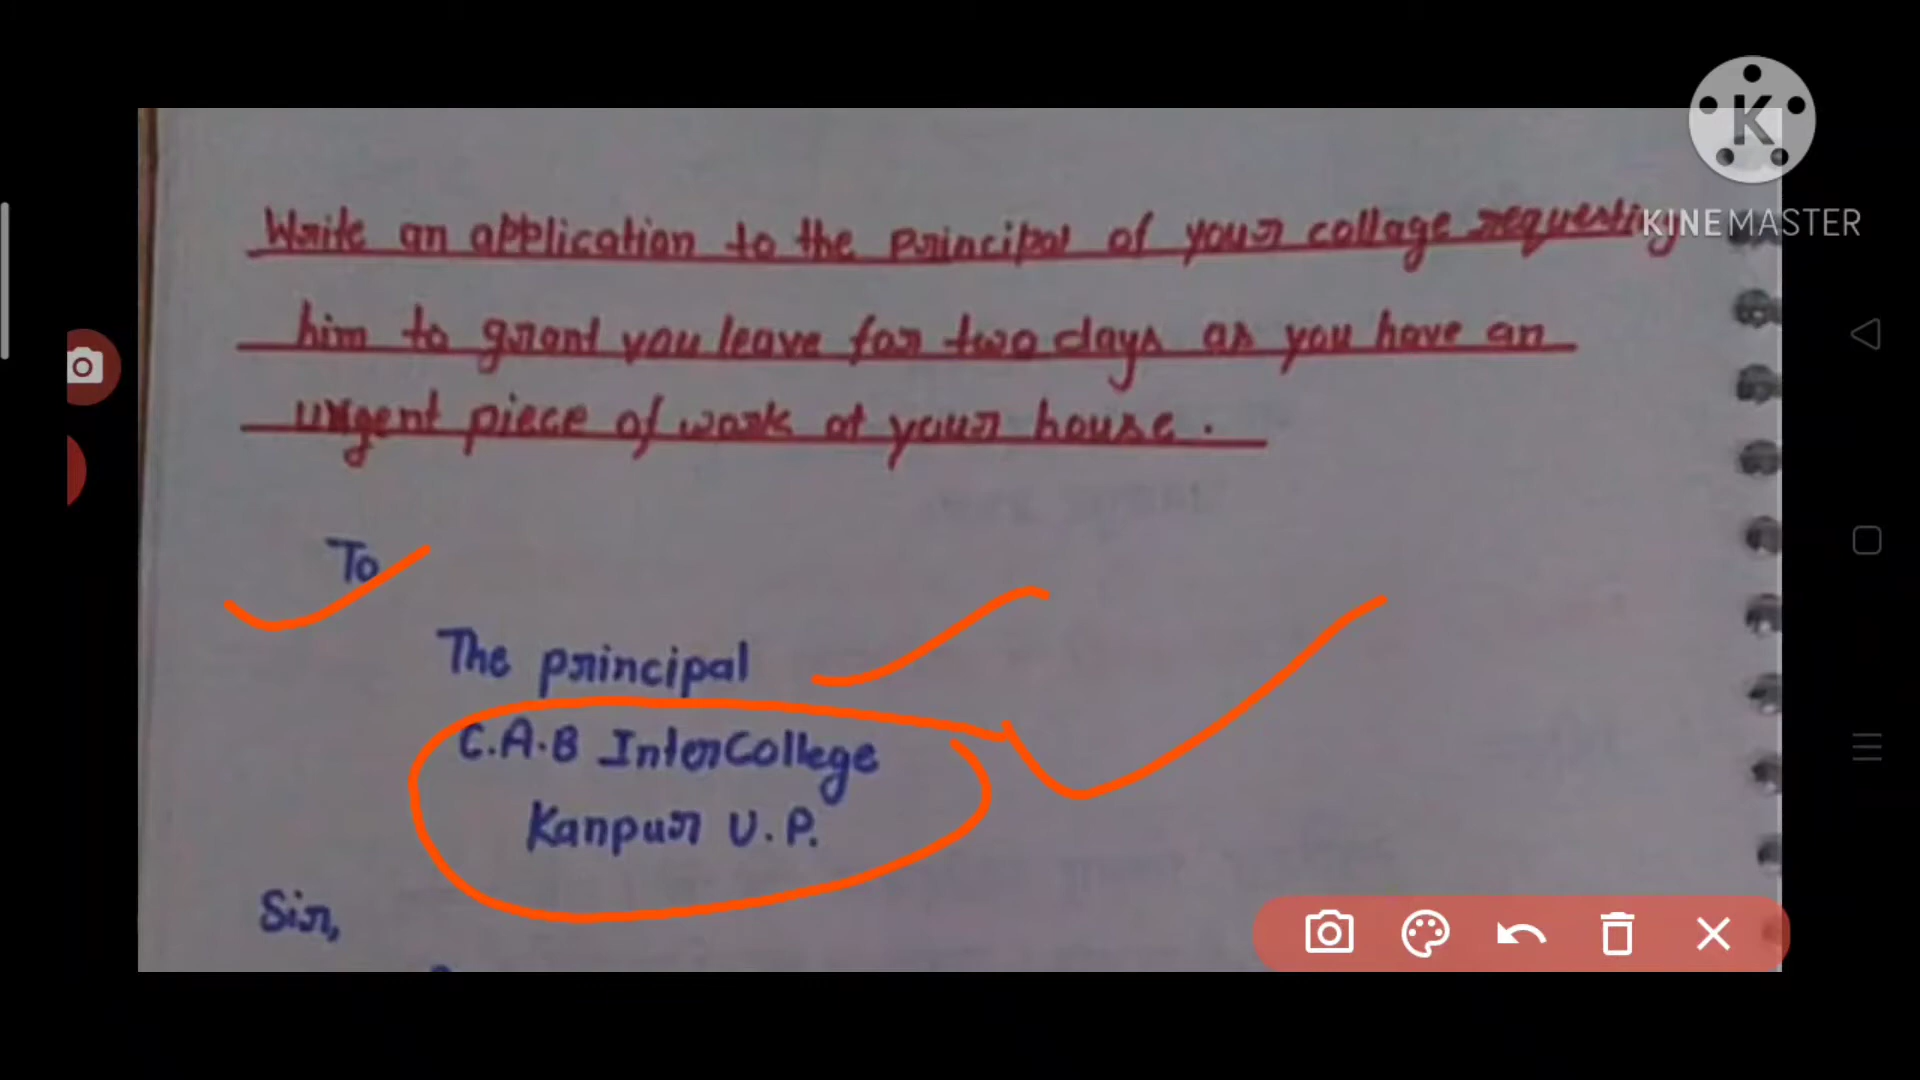 KINEMASTER
Write an application to the principal of your collage requesting
him to grant you leave for two days as you have an
urgent piece of work at your house.
To
The principal
C.A.B InterCollege
Kanpur U.P.
Sir,